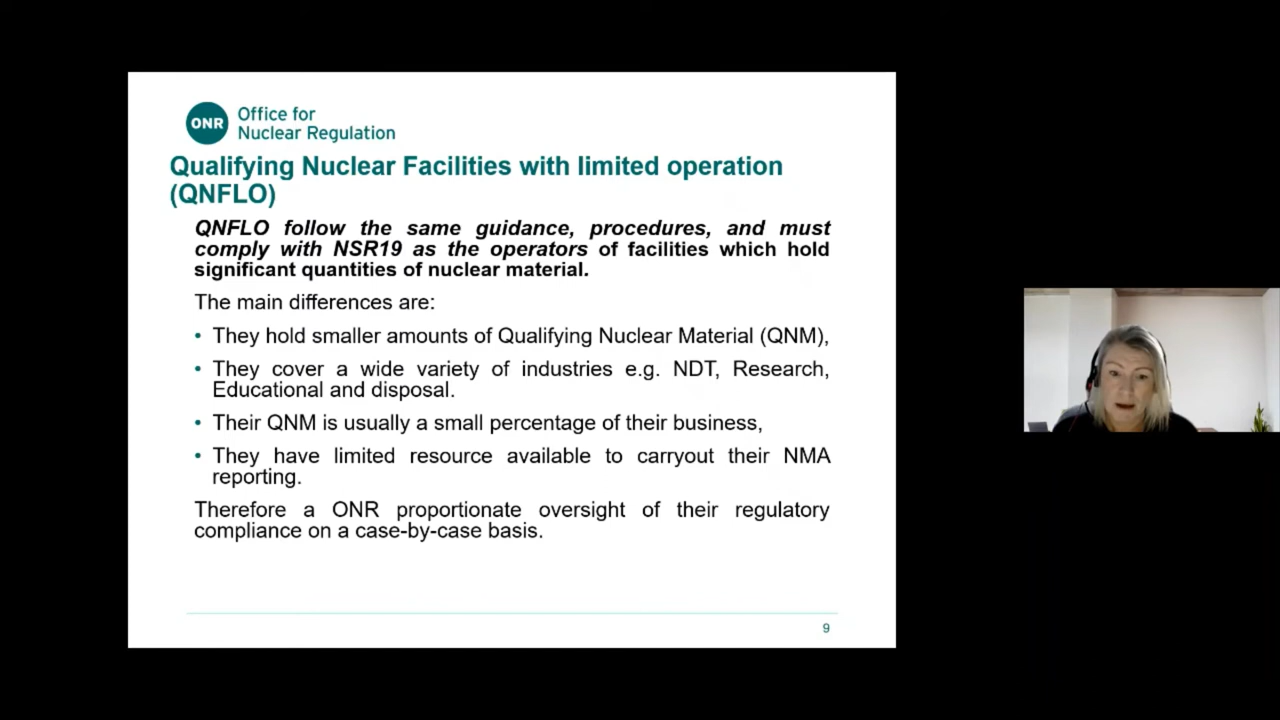 ONR
Office for
Nuclear Regulation
Qualifying Nuclear Facilities with limited operation
(QNFLO)
QNFLO follow the same guidance, procedures, and must
comply with NSR19 as the operators of facilities which hold
significant quantities of nuclear material.
The main differences are:
• They hold smaller amounts of Qualifying Nuclear Material (QNM),
• They cover a wide variety of industries e.g. NDT, Research,
Educational and disposal.
• Their QNM is usually a small percentage of their business,
• They have limited resource available to carryout their NMA
reporting.
Therefore a ONR proportionate oversight of their regulatory
compliance on a case-by-case basis.
9